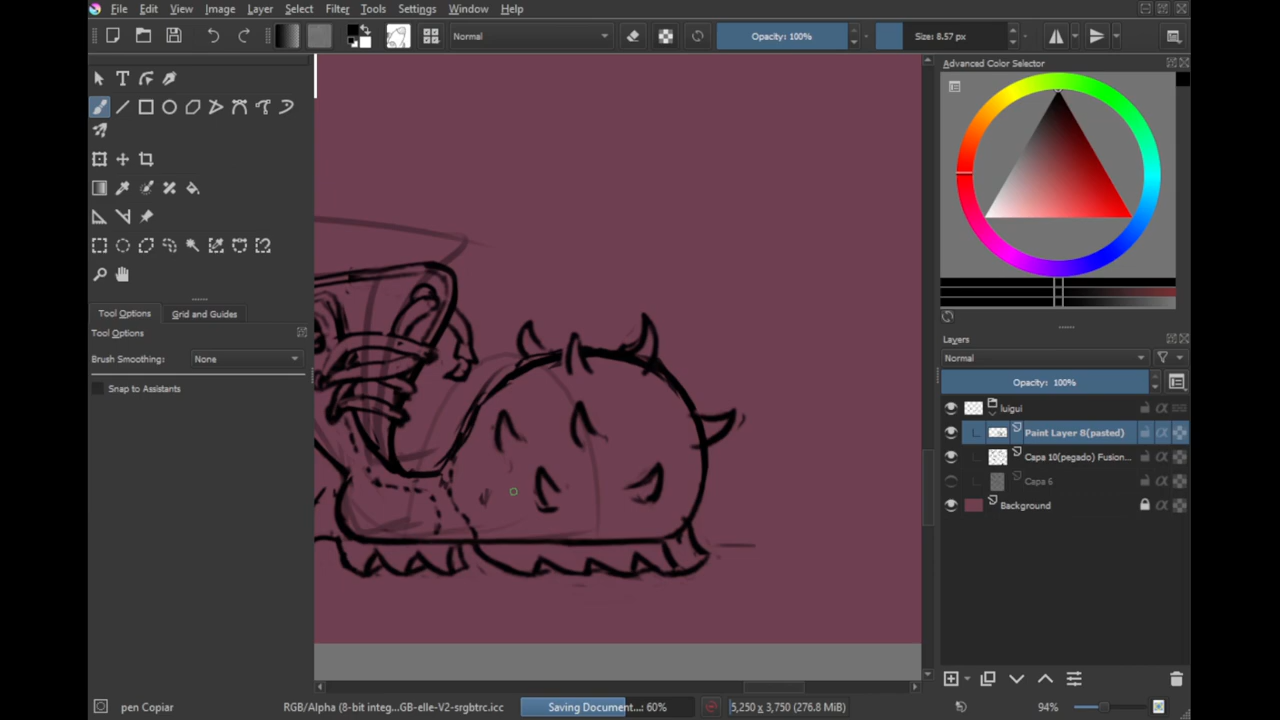 File Edit View Image Layer Select Filter Tools Settings Window Help
Normal Opacity: 100% Size: 8.57 px
Advanced Color Selector
Tool Options Grid and Guides
Tool Options
Brush Smoothing: None
Snap to Assistants
Layers
Normal
Opacity: 100%
luigui
Paint Layer 8(pasted)
Capa 10(pegado) Fusion...
Capa 6
Background
pen Copiar RGB/Alpha (8-bit integ...GB-elle-V2-srgbtrc.icc Saving Document...: 60% 5,250 x 3,750 (276.8 MiB) 94%